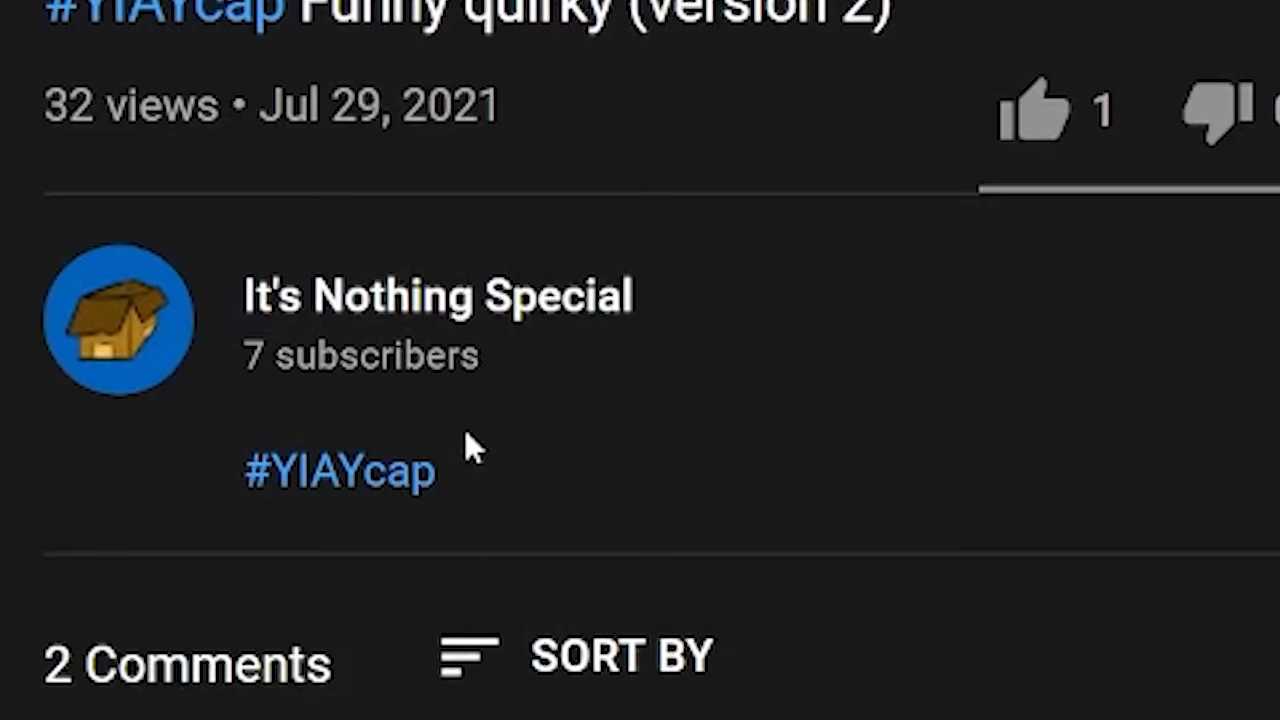 #YIAYcap Funny quirky (version 2)
32 views • Jul 29, 2021
1
It's Nothing Special
7 subscribers
#YIAYcap
2 Comments
SORT BY